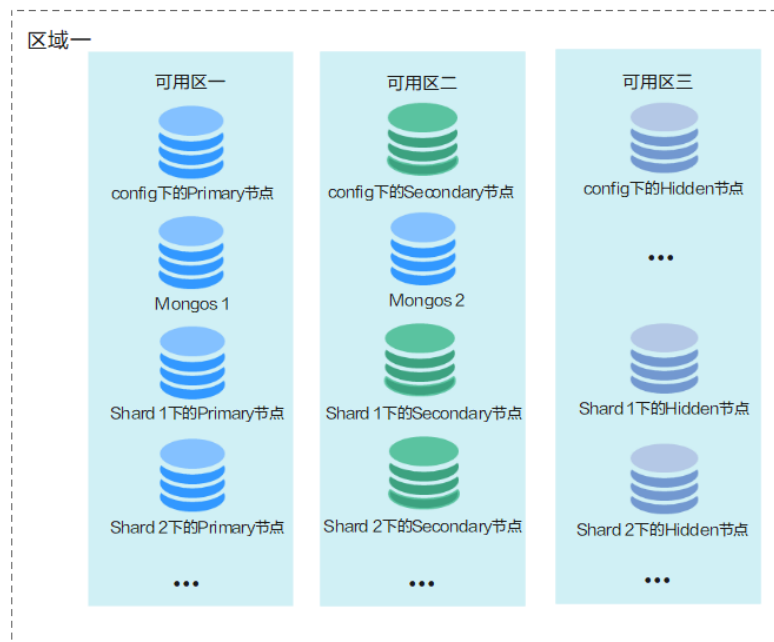 区域一
可用区一
config下的Primary节点
Mongos 1
Shard 1下的Primary节点
Shard 2下的Primary节点
•••
可用区二
config下的Secondary节点
Mongos 2
Shard 1下的Secondary节点
Shard 2下的Secondary节点
•••
可用区三
config下的Hidden节点
•••
Shard 1下的Hidden节点
Shard 2下的Hidden节点
•••